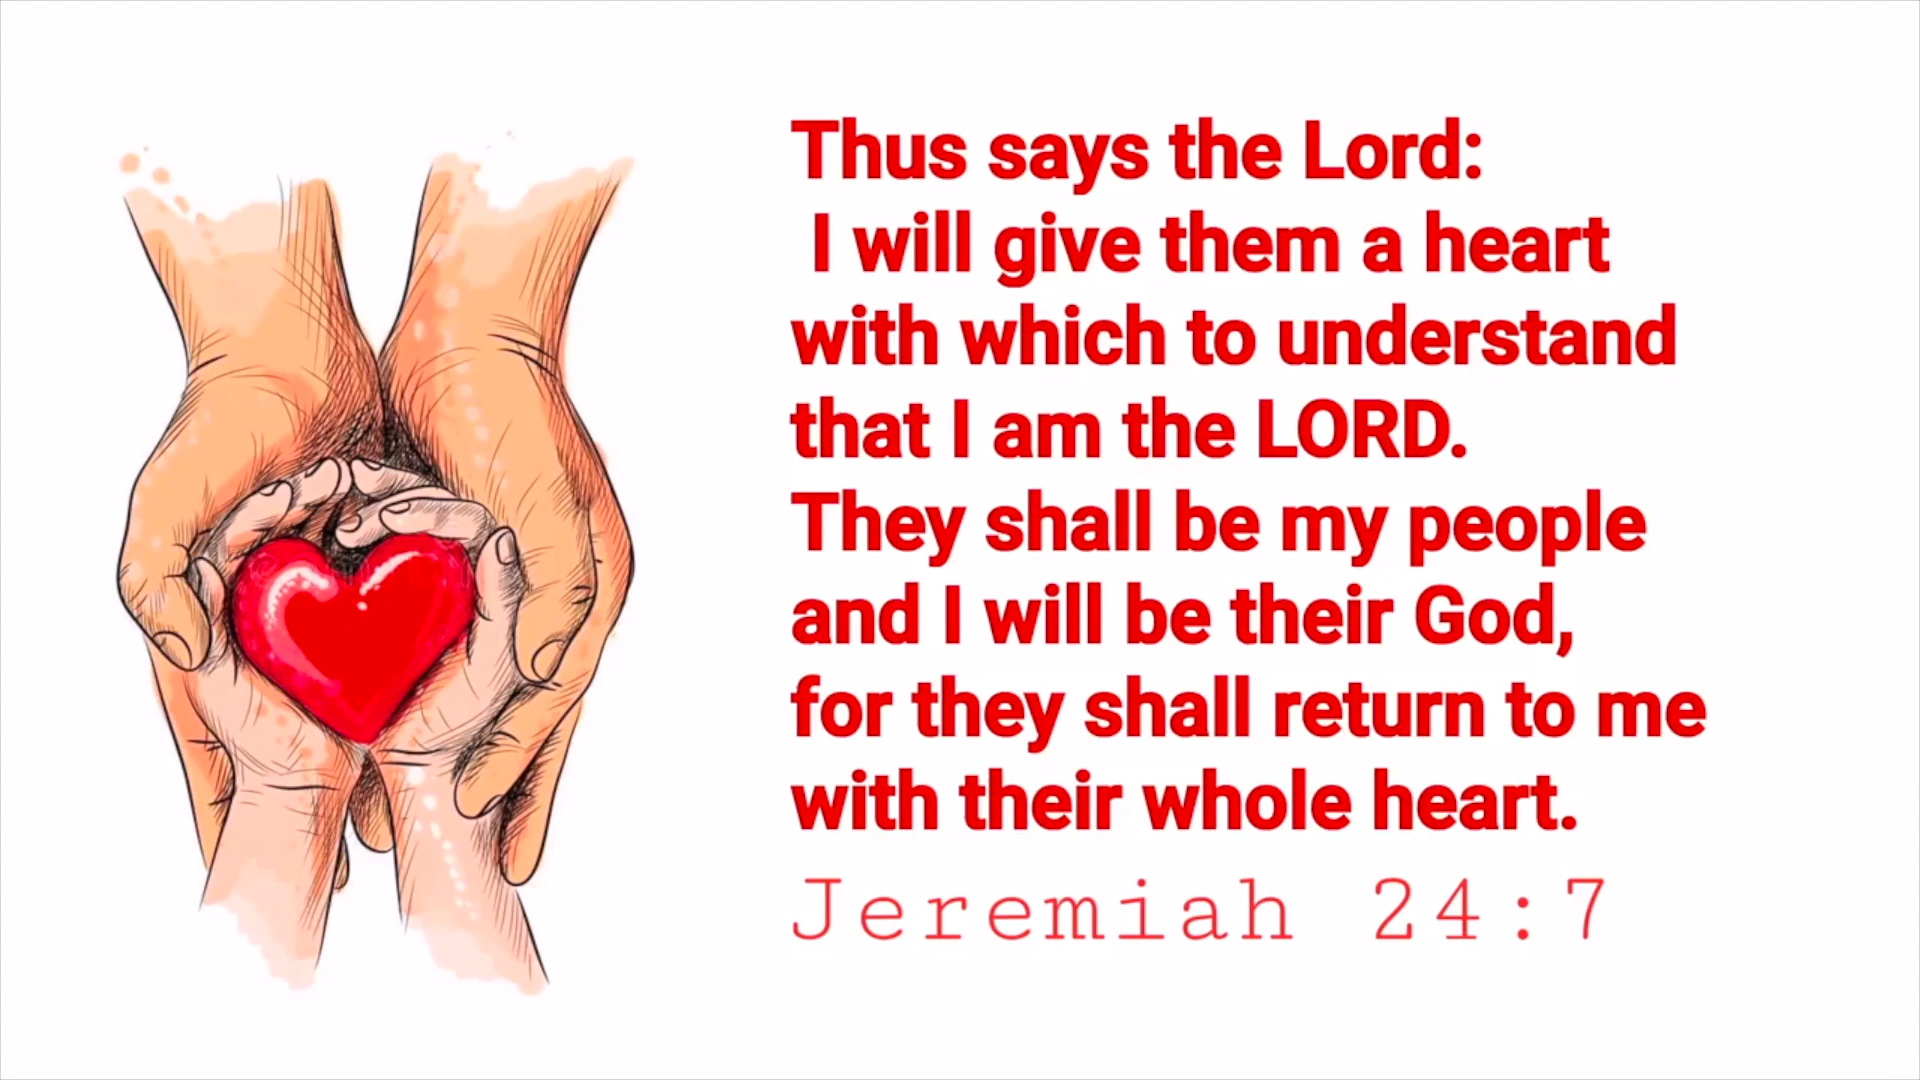 Thus says the Lord:
I will give them a heart
with which to understand
that I am the LORD.
They shall be my people
and I will be their God,
for they shall return to me
with their whole heart.
Jeremiah 24:7